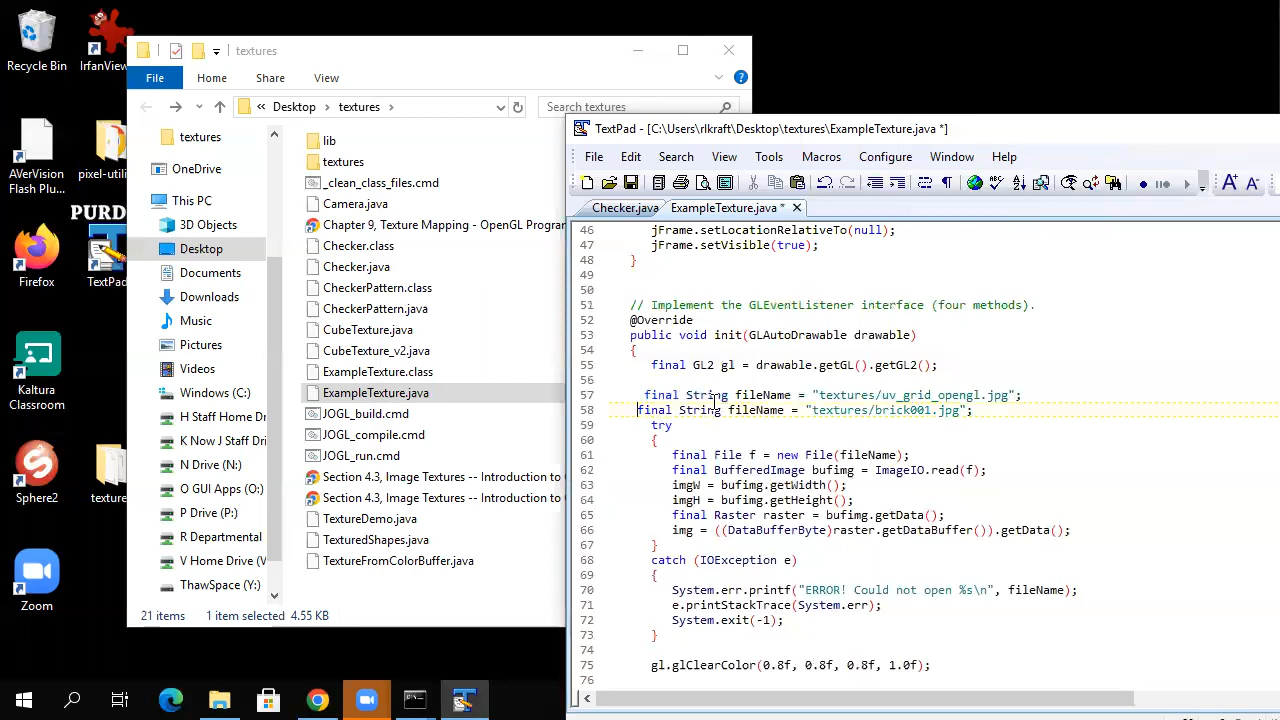 Recycle Bin
IrfanView
AVerVision
Flash Plu...
pixel-utili
PURD
Firefox
TextPad
Kaltura
Classroom
Sphere2
texture
Zoom
textures
File
Home
Share
View
Desktop
textures
Search textures
textures
OneDrive
This PC
3D Objects
Desktop
Documents
Downloads
Music
Pictures
Videos
Windows (C:)
H Staff Home D
K Now J Staff D
N Drive (N:)
O GUI Apps (O:)
P Drive (P:)
R Departmental
V Home Drive (V
ThawSpace (Y:)
lib
textures
_clean_class_files.cmd
Camera.java
Chapter 9, Texture Mapping - OpenGL Program
Checker.class
Checker.java
CheckerPattern.class
CheckerPattern.java
CubeTexture.java
CubeTexture_v2.java
ExampleTexture.class
ExampleTexture.java
JOGL_build.cmd
JOGL_compile.cmd
JOGL_run.cmd
Section 4.3, Image Textures -- Introduction to
Section 4.3, Image Textures -- Introduction to
TextureDemo.java
TexturedShapes.java
TextureFromColorBuffer.java
21 items 1 item selected 4.55 KB
TextPad - [C:\Users\rlkraft\Desktop\textures\ExampleTexture.java *]
File Edit Search View Tools Macros Configure Window Help
Checker.java ExampleTexture.java *
46 jFrame.setLocationRelativeTo(null);
47 jFrame.setVisible(true);
48 }
49
50
51 // Implement the GLEventListener interface (four methods).
52 @Override
53 public void init(GLAutoDrawable drawable)
54 {
55 final GL2 gl = drawable.getGL().getGL2();
56
57 final String fileName = "textures/uv_grid_opengl.jpg";
58 final String fileName = "textures/brick001.jpg";
59 try
60 {
61 final File f = new File(fileName);
62 final BufferedImage bufimg = ImageIO.read(f);
63 imgW = bufimg.getWidth();
64 imgH = bufimg.getHeight();
65 final Raster raster = bufimg.getData();
66 img = ((DataBufferByte)raster.getDataBuffer()).getData();
67 }
68 catch (IOException e)
69 {
70 System.err.printf("ERROR! Could not open %s\n", fileName);
71 e.printStackTrace(System.err);
72 System.exit(-1);
73 }
74
75 gl.glClearColor(0.8f, 0.8f, 0.8f, 1.0f);
76